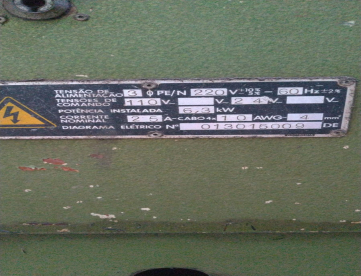 TENSÃO DE ALIMENTAÇÃO 3 ϕ PE/N 220 V +10% 60 Hz ±2%
TENSÕES DE COMANDO 110 V 24 V V
POTÊNCIA INSTALADA 6,3 kW
CORRENTE NOMINAL 25 A-CABO 10 AWG- 4 mm²
DIAGRAMA ELÉTRICO Nº 013015009 DE